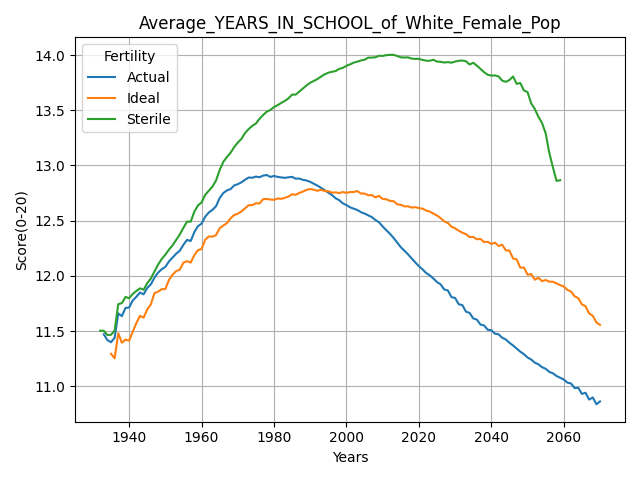 Average_YEARS_IN_SCHOOL_of_White_Female_Pop
Fertility
Actual
Ideal
Sterile
Score(0-20)
14.0
13.5
13.0
12.5
12.0
11.5
11.0
1940 1960 1980 2000 2020 2040 2060
Years